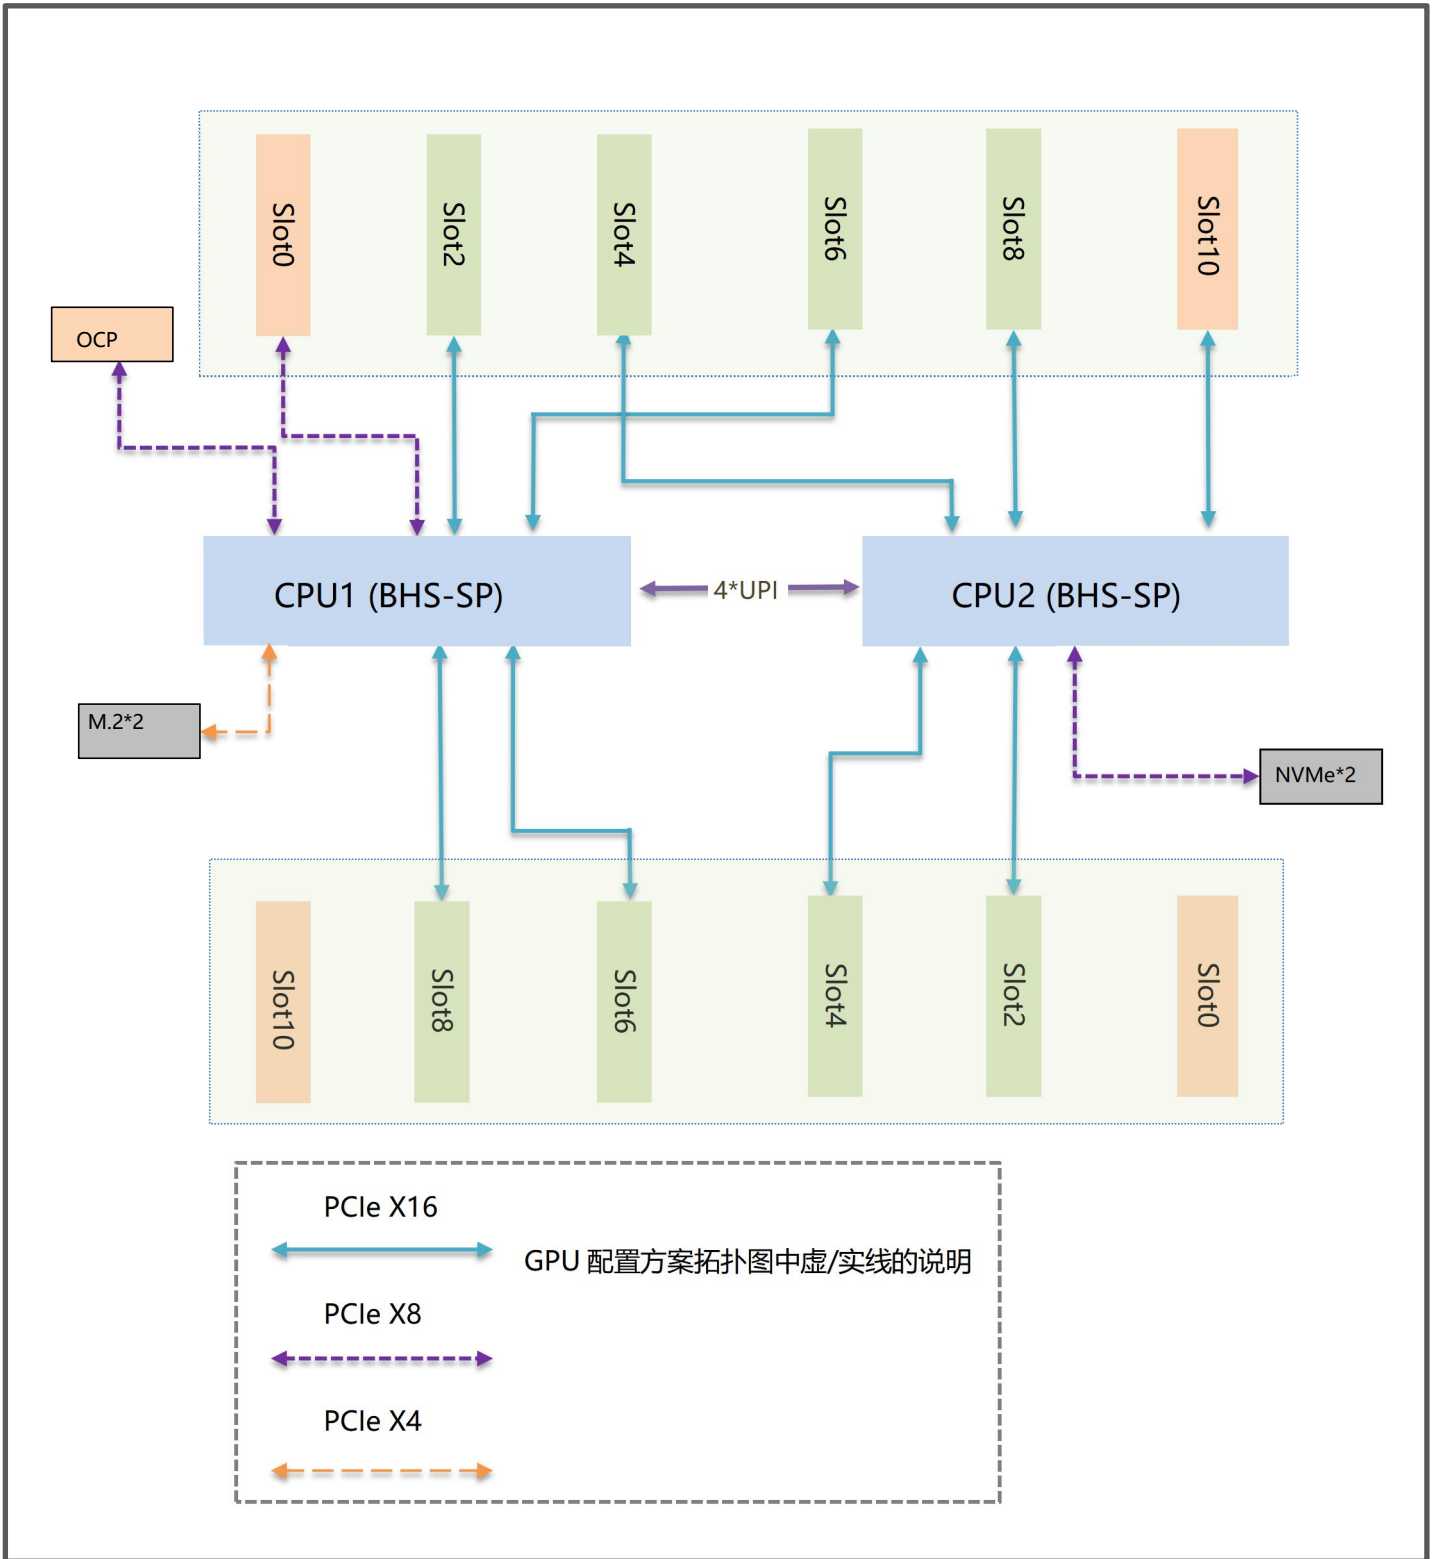 Slot0
Slot2
Slot4
Slot6
Slot8
Slot10
OCP
CPU1 (BHS-SP)
4*UPI
CPU2 (BHS-SP)
M.2*2
NVMe*2
Slot10
Slot8
Slot6
Slot4
Slot2
Slot0
PCIe X16
GPU 配置方案拓扑图中虚/实线的说明
PCIe X8
PCIe X4